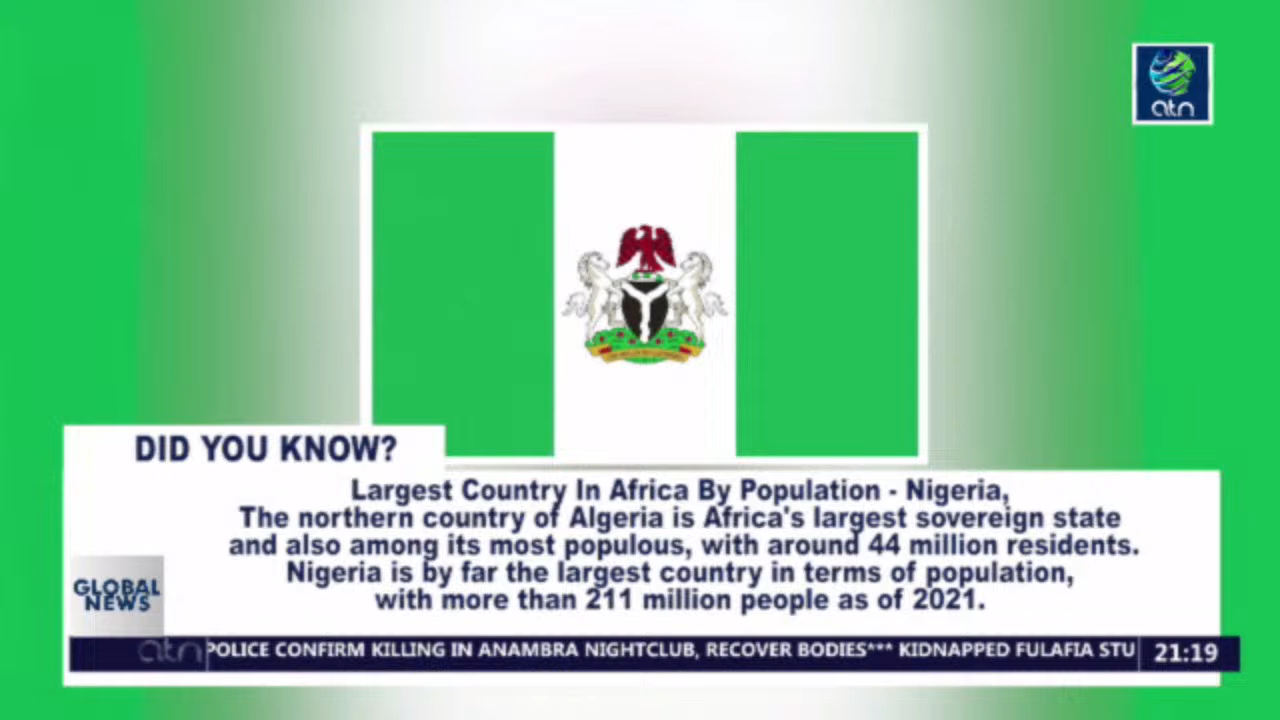 atn
DID YOU KNOW?
Largest Country In Africa By Population - Nigeria,
The northern country of Algeria is Africa's largest sovereign state
and also among its most populous, with around 44 million residents.
Nigeria is by far the largest country in terms of population,
with more than 211 million people as of 2021.
GLOBAL
NEWS
atn POLICE CONFIRM KILLING IN ANAMBRA NIGHTCLUB, RECOVER BODIES*** KIDNAPPED FULAFIA STU 21:19